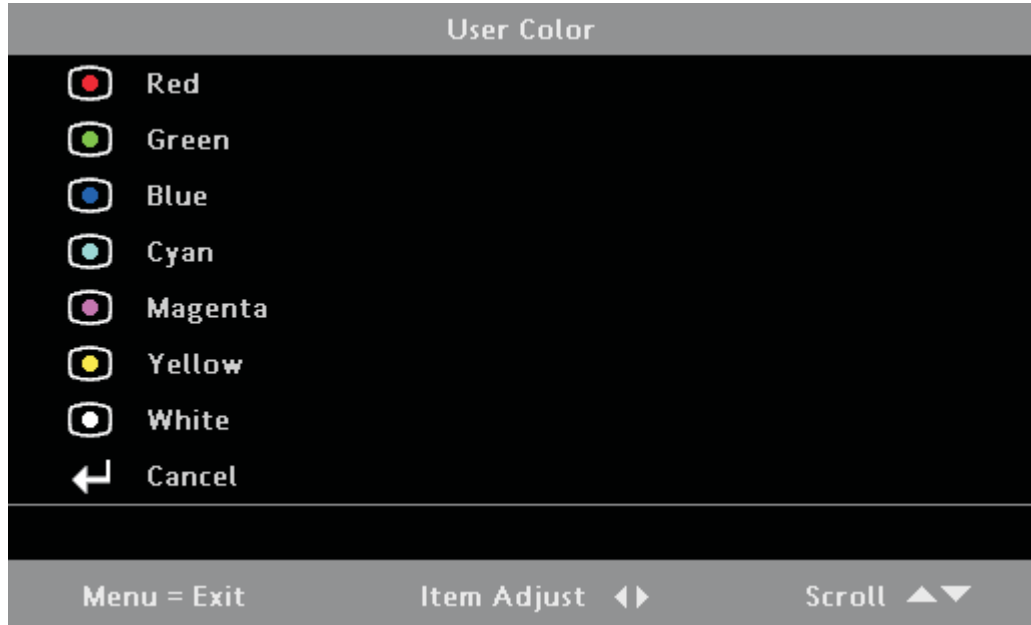 User Color
Red
Green
Blue
Cyan
Magenta
Yellow
White
Cancel
Menu = Exit Item Adjust Scroll